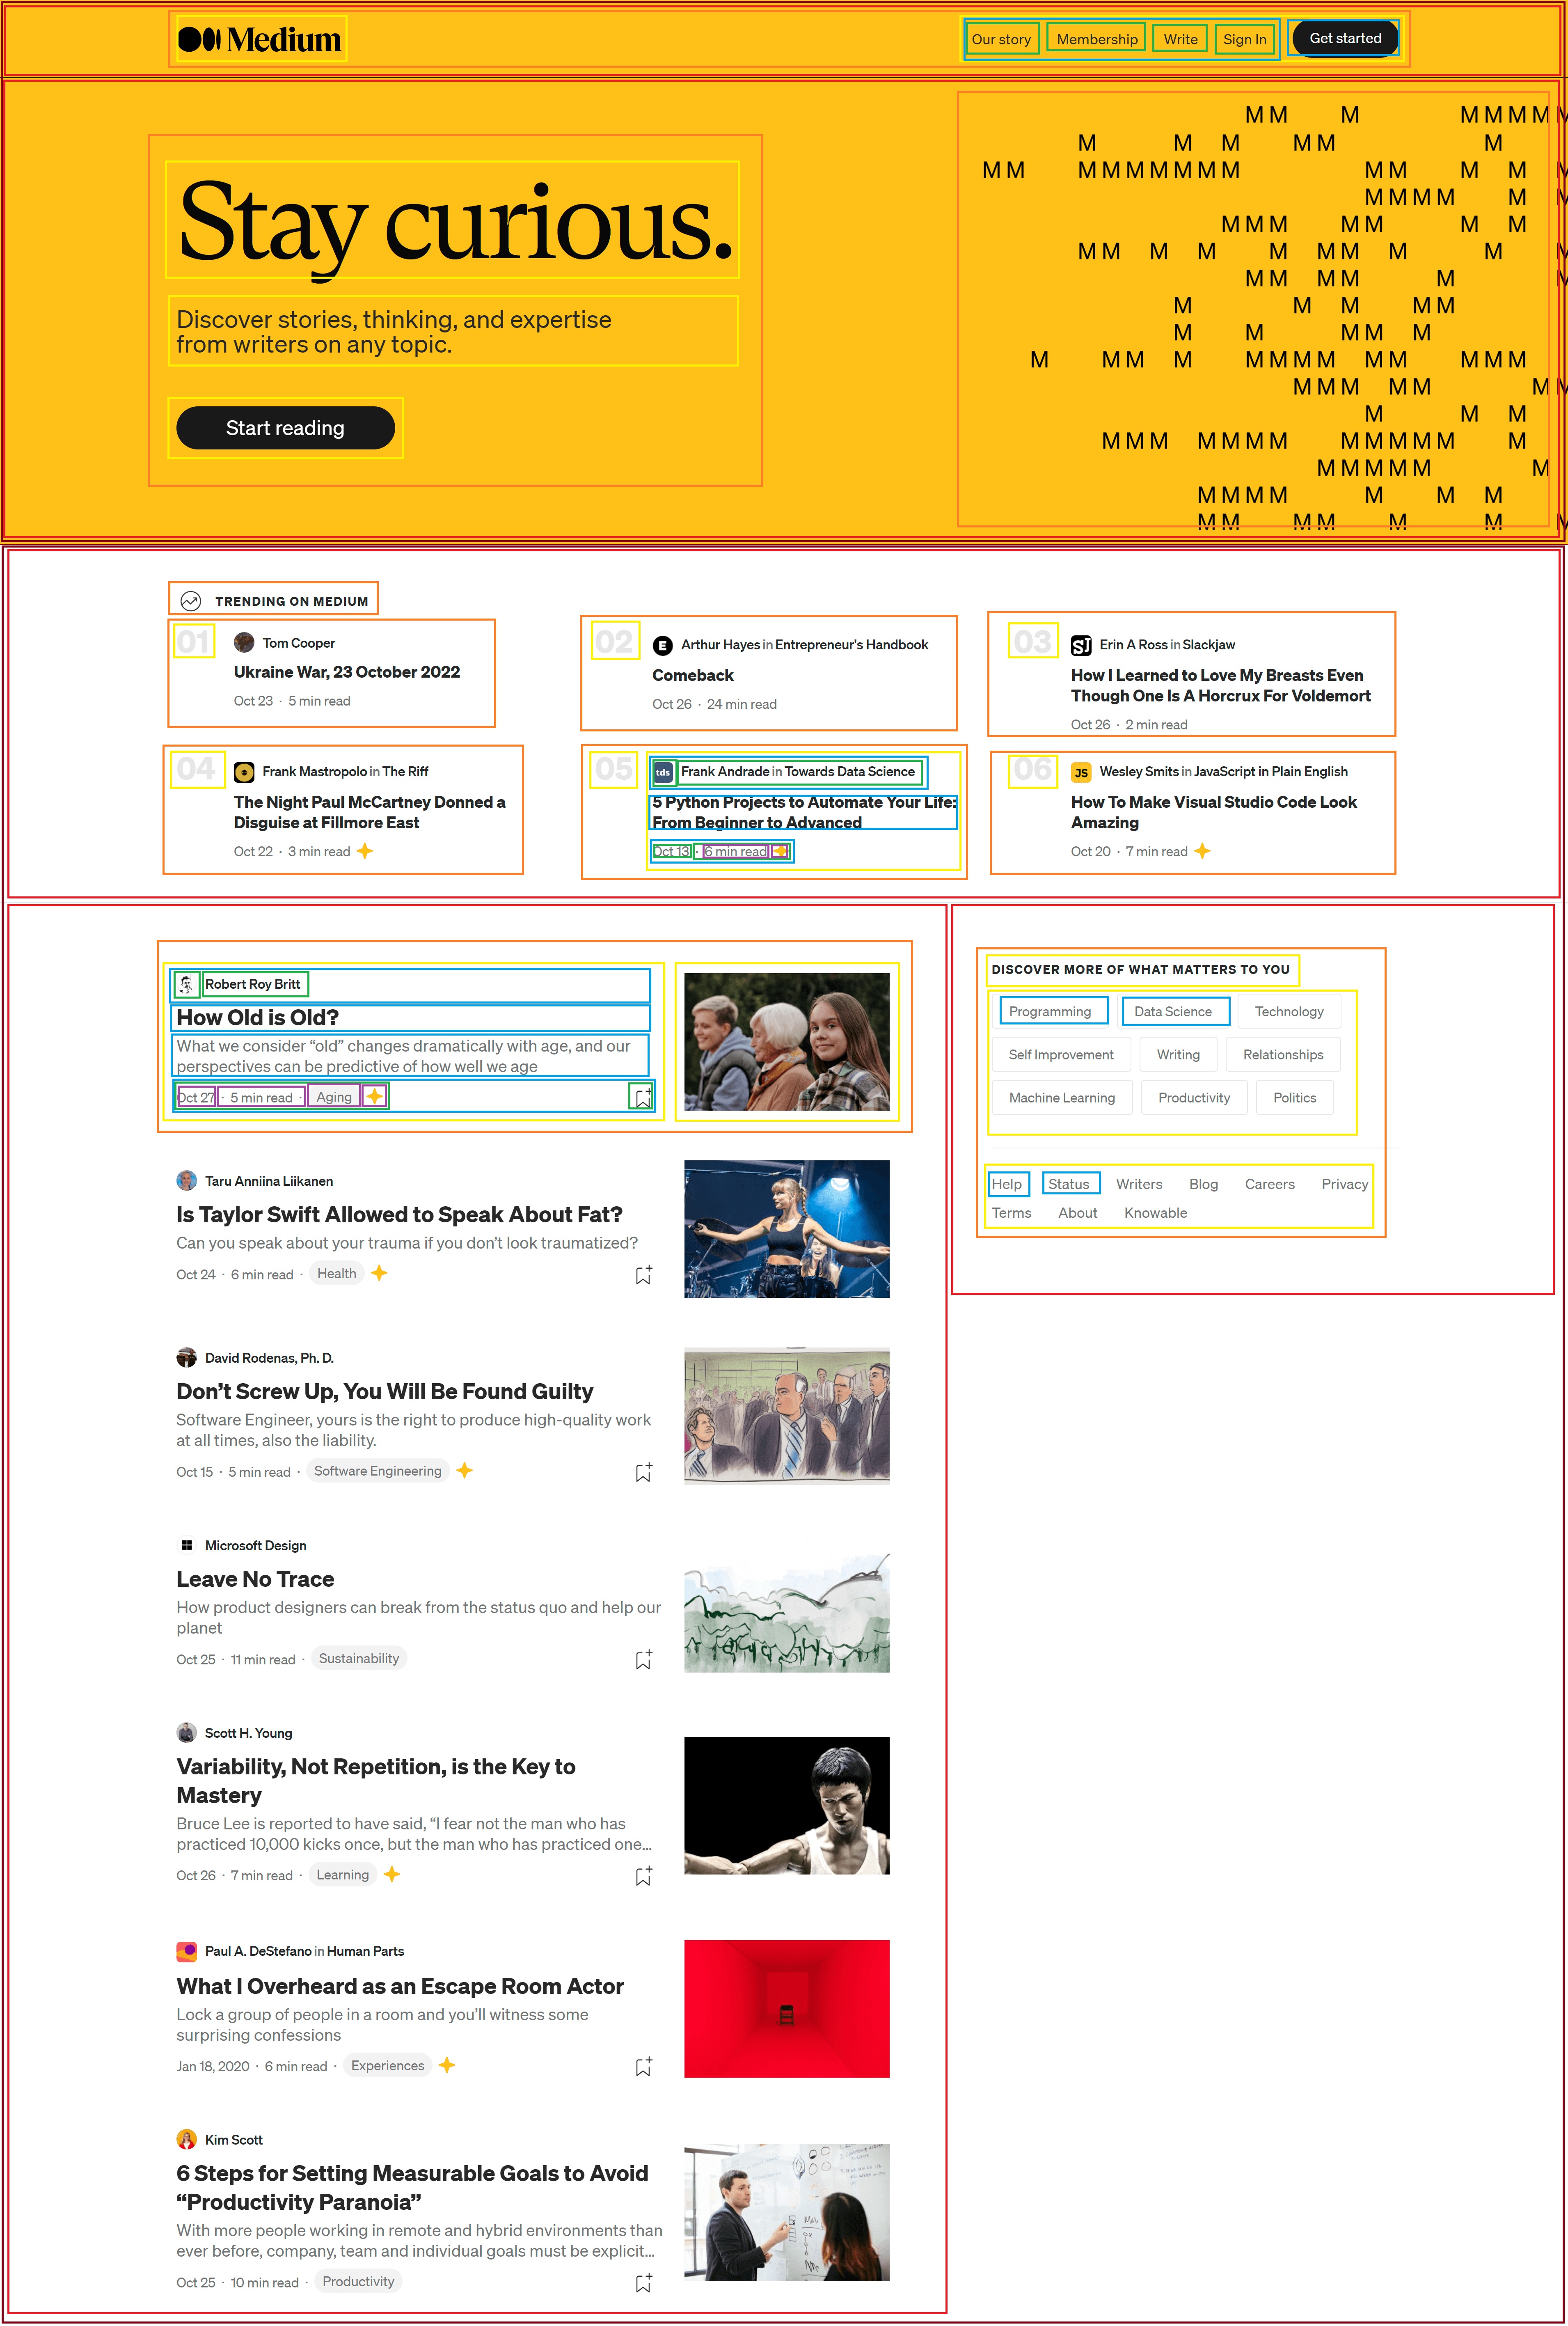 Medium
Our story
Membership
Write
Sign In
Get started
Stay curious.
Discover stories, thinking, and expertise
from writers on any topic.
Start reading
M M M M M M M M
M M M M M M
M M M M M M M M M M M M M
M M M M M
M M M M M M M
M M M M M M M M M
M M M M M
M M M M M
M M M M M
M M M M M M M M M M M M M
M M M M M M
M M M
M M M M M M M M M M M M M
M M M M M M
M M M M M M M
M M M M M M
TRENDING ON MEDIUM
01
Tom Cooper
Ukraine War, 23 October 2022
Oct 23 · 5 min read
02
E
Arthur Hayes in Entrepreneur's Handbook
Comeback
Oct 26 · 24 min read
03
SJ
Erin A Ross in Slackjaw
How I Learned to Love My Breasts Even
Though One Is A Horcrux For Voldemort
Oct 26 · 2 min read
04
Frank Mastropolo in The Riff
The Night Paul McCartney Donned a
Disguise at Fillmore East
Oct 22 · 3 min read
05
tds
Frank Andrade in Towards Data Science
5 Python Projects to Automate Your Life:
From Beginner to Advanced
Oct 13 · 6 min read
06
JS
Wesley Smits in JavaScript in Plain English
How To Make Visual Studio Code Look
Amazing
Oct 20 · 7 min read
Robert Roy Britt
How Old is Old?
What we consider “old” changes dramatically with age, and our
perspectives can be predictive of how well we age
Oct 27 · 5 min read · Aging
Taru Anniina Liikanen
Is Taylor Swift Allowed to Speak About Fat?
Can you speak about your trauma if you don’t look traumatized?
Oct 24 · 6 min read · Health
David Rodenas, Ph. D.
Don’t Screw Up, You Will Be Found Guilty
Software Engineer, yours is the right to produce high-quality work
at all times, also the liability.
Oct 15 · 5 min read · Software Engineering
Microsoft Design
Leave No Trace
How product designers can break from the status quo and help our
planet
Oct 25 · 11 min read · Sustainability
Scott H. Young
Variability, Not Repetition, is the Key to
Mastery
Bruce Lee is reported to have said, “I fear not the man who has
practiced 10,000 kicks once, but the man who has practiced one...
Oct 26 · 7 min read · Learning
Paul A. DeStefano in Human Parts
What I Overheard as an Escape Room Actor
Lock a group of people in a room and you’ll witness some
surprising confessions
Jan 18, 2020 · 6 min read · Experiences
Kim Scott
6 Steps for Setting Measurable Goals to Avoid
“Productivity Paranoia”
With more people working in remote and hybrid environments than
ever before, company, team and individual goals must be explicit...
Oct 25 · 10 min read · Productivity
DISCOVER MORE OF WHAT MATTERS TO YOU
Programming
Data Science
Technology
Self Improvement
Writing
Relationships
Machine Learning
Productivity
Politics
Help
Status
Writers
Blog
Careers
Privacy
Terms
About
Knowable